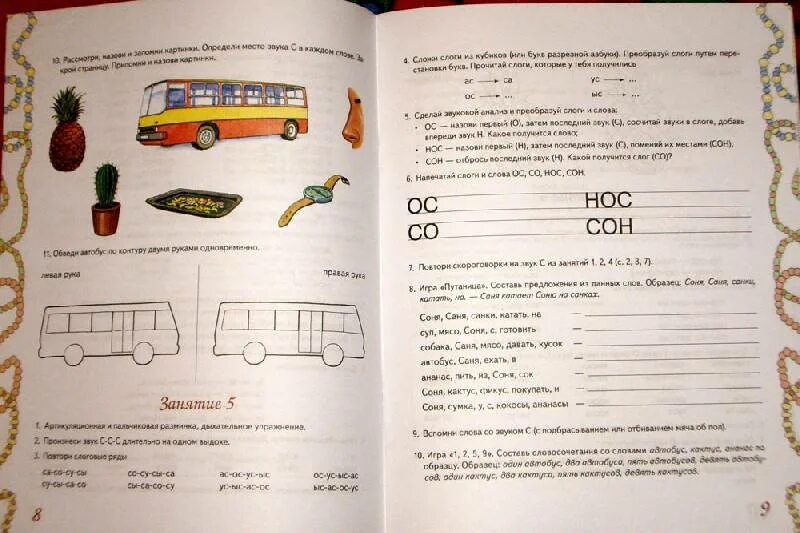 10. Рассмотри, назови и запомни картинки. Определи место звука С в каждом слове. За-
крой страницу. Припомни и назови картинки.
11. Обведи автобус по контуру двумя руками одновременно.
левая рука
правая рука
Занятие 5
1. Артикуляционная и пальчиковая разминка, дыхательное упражнение.
2. Произнеси звук С-С-С длительно на одном выдохе.
3. Повтори слоговые ряды
са-со-су-сы со-су-сы-са ас-ос-ус-ыс ос-ус-ыс-ас
су-сы-са-со сы-са-со-су ус-ыс-ас-ос ыс-ас-ос-ус
8
4. Сложи слоги из кубиков (или букв разрезной азбуки). Преобразуй слоги путем пере-
становки букв. Прочитай слоги, которые у тебя получились
ас → са ус → ...
ос → ... ыс → ...
5. Сделай звуковой анализ и преобразуй слоги и слова:
• ОС — назови первый (О), затем последний звук (С), сосчитай звуки в слоге, добавь
впереди звук Н. Какое получится слово;
• НОС — назови первый (Н), затем последний звук (С), поменяй их местами (СОН).
• СОН — отбрось последний звук (Н). Какой получится слог (СО)?
6. Напечатай слоги и слова ОС, СО, НОС, СОН.
ОС НОС
СО СОН
7. Повтори скороговорки на звук С из занятий 1, 2, 4 (с. 2, 3, 7).
8. Игра «Путаница». Составь предложения из данных слов. Образец: Соня, Саня, санки,
катать, на. — Саня катает Соню на санках.
Соня, Саня, санки, катать, на —
суп, мясо, Соня, с, готовить —
собака, Саня, мясо, давать, кусок —
автобус, Саня, ехать, в —
ананас, пить, из, Саня, сок —
Соня, кактус, фикус, покупать, и —
Соня, сумка, у, с, кокосы, ананасы —
9. Вспомни слова со звуком С (с подбрасыванием или отбиванием мяча об пол).
10. Игра «1, 2, 5, 9». Составь словосочетания со словами автобус, кактус, ананас по
образцу. Образец: один автобус, два автобуса, пять автобусов, девять автобу-
сов, один кактус, два кактуса, пять кактусов, девять кактусов.
9